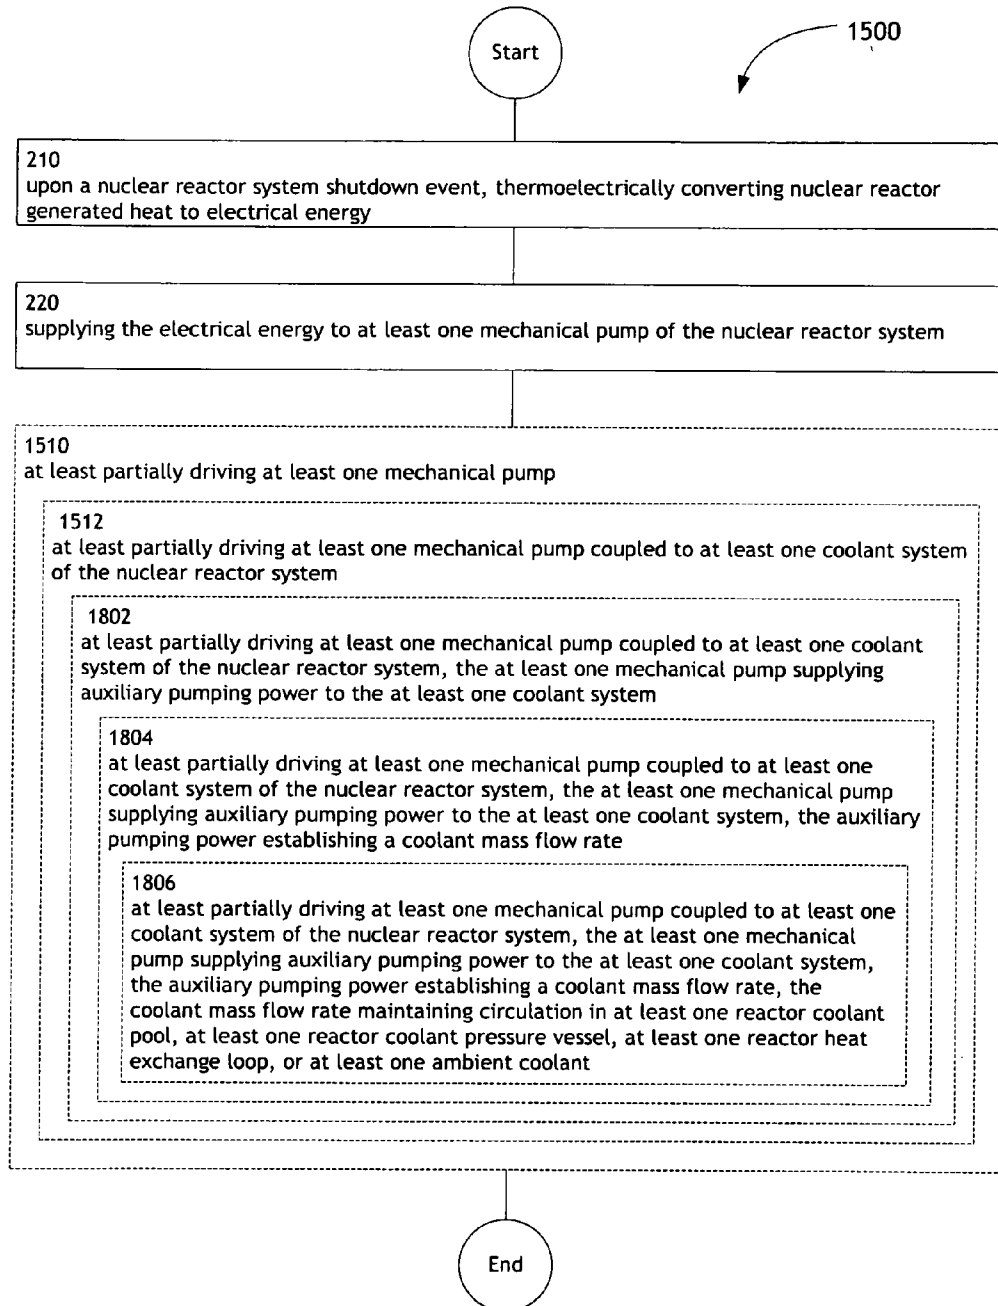 Start
1500
210
upon a nuclear reactor system shutdown event, thermoelectrically converting nuclear reactor
generated heat to electrical energy
220
supplying the electrical energy to at least one mechanical pump of the nuclear reactor system
1510
at least partially driving at least one mechanical pump
1512
at least partially driving at least one mechanical pump coupled to at least one coolant system
of the nuclear reactor system
1802
at least partially driving at least one mechanical pump coupled to at least one coolant
system of the nuclear reactor system, the at least one mechanical pump supplying
auxiliary pumping power to the at least one coolant system
1804
at least partially driving at least one mechanical pump coupled to at least one
coolant system of the nuclear reactor system, the at least one mechanical pump
supplying auxiliary pumping power to the at least one coolant system, the auxiliary
pumping power establishing a coolant mass flow rate
1806
at least partially driving at least one mechanical pump coupled to at least one
coolant system of the nuclear reactor system, the at least one mechanical
pump supplying auxiliary pumping power to the at least one coolant system,
the auxiliary pumping power establishing a coolant mass flow rate, the
coolant mass flow rate maintaining circulation in at least one reactor coolant
pool, at least one reactor coolant pressure vessel, at least one reactor heat
exchange loop, or at least one ambient coolant
End